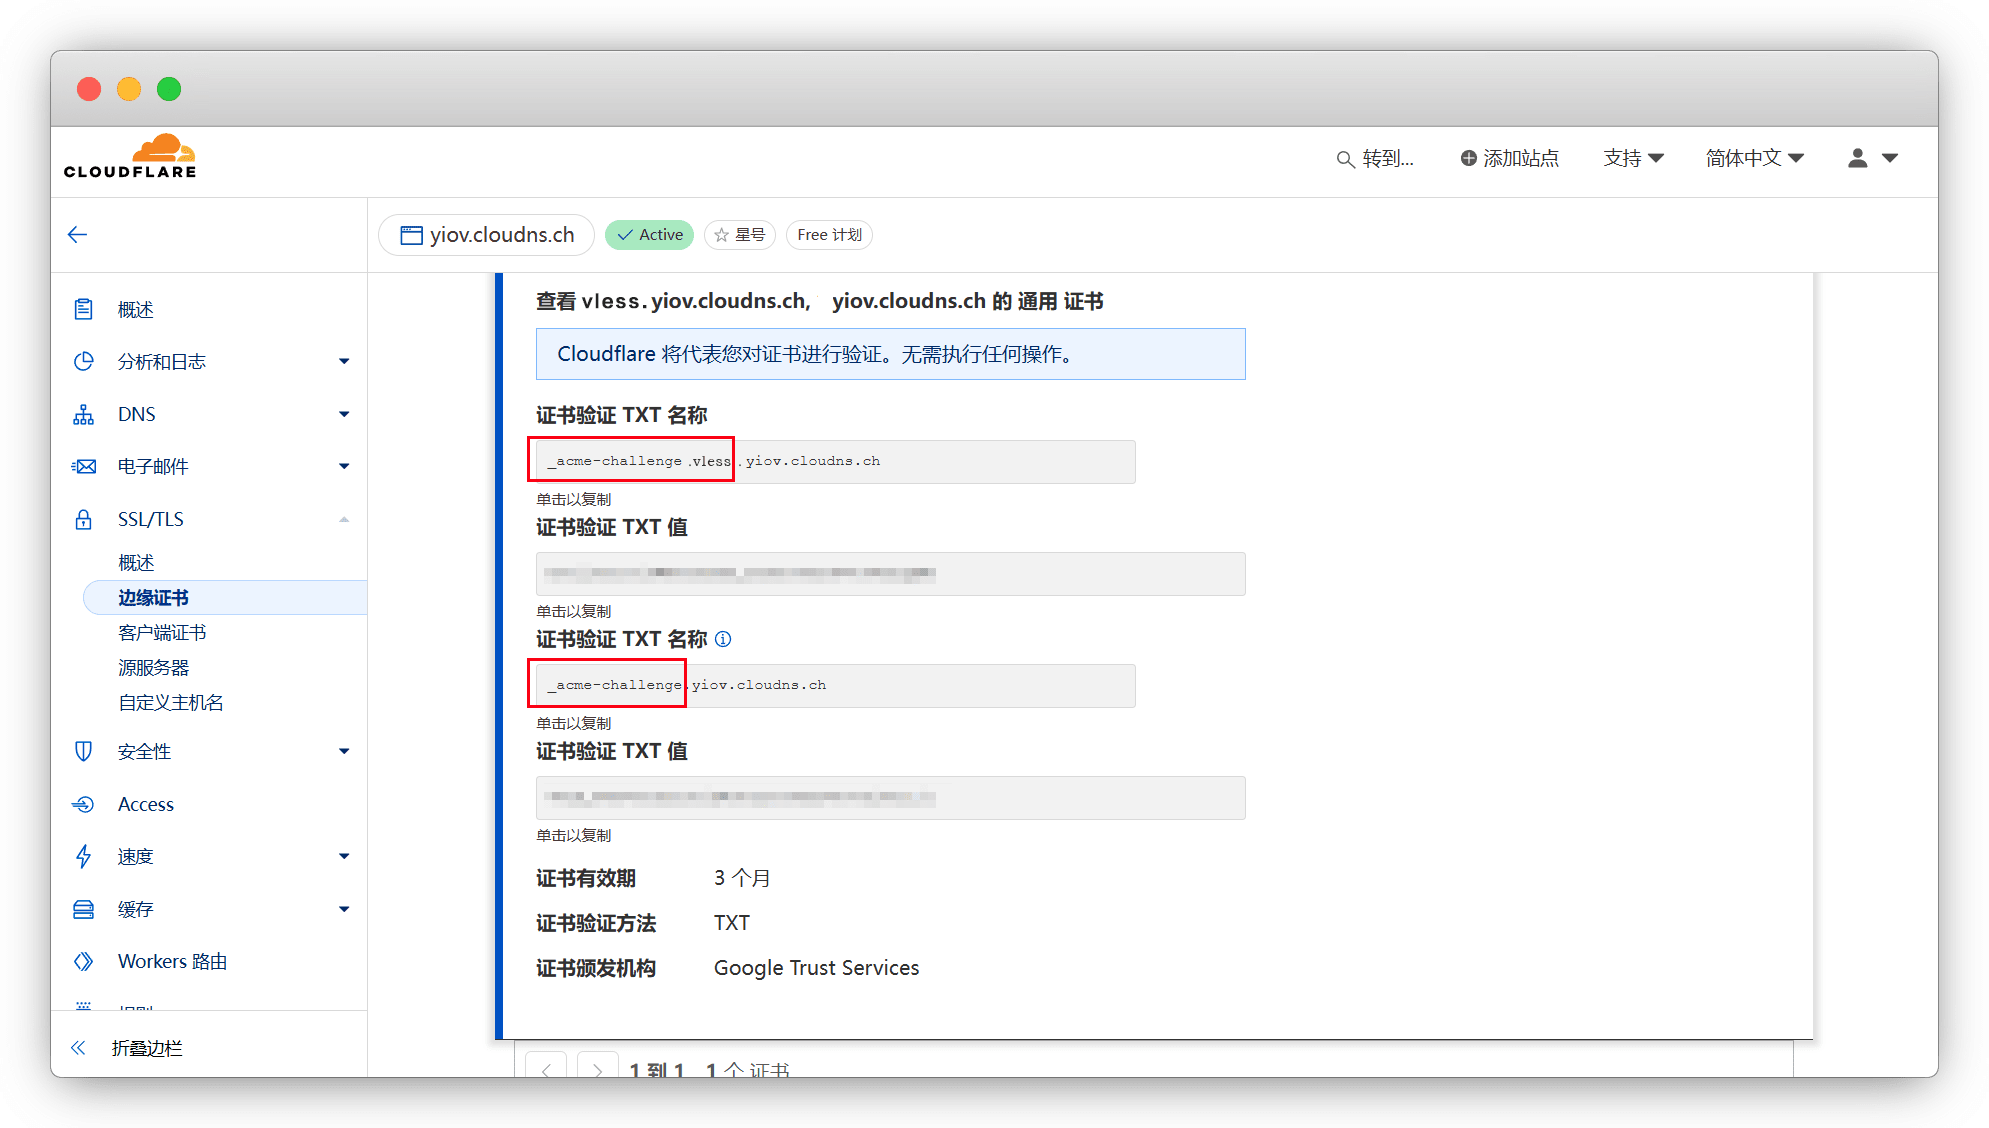 CLOUDFLARE
转到...
添加站点
支持
简体中文
yiov.cloudns.ch
Active
星号
Free 计划
概述
分析和日志
DNS
电子邮件
SSL/TLS
概述
边缘证书
客户端证书
源服务器
自定义主机名
安全性
Access
速度
缓存
Workers 路由
折叠边栏
查看 vless.yiov.cloudns.ch, yiov.cloudns.ch 的 通用 证书
Cloudflare 将代表您对证书进行验证。无需执行任何操作。
证书验证 TXT 名称
_acme-challenge.vless.yiov.cloudns.ch
单击以复制
证书验证 TXT 值
单击以复制
证书验证 TXT 名称
_acme-challenge.yiov.cloudns.ch
单击以复制
证书验证 TXT 值
单击以复制
证书有效期 3 个月
证书验证方法 TXT
证书颁发机构 Google Trust Services
1 到 1 1 个 证书